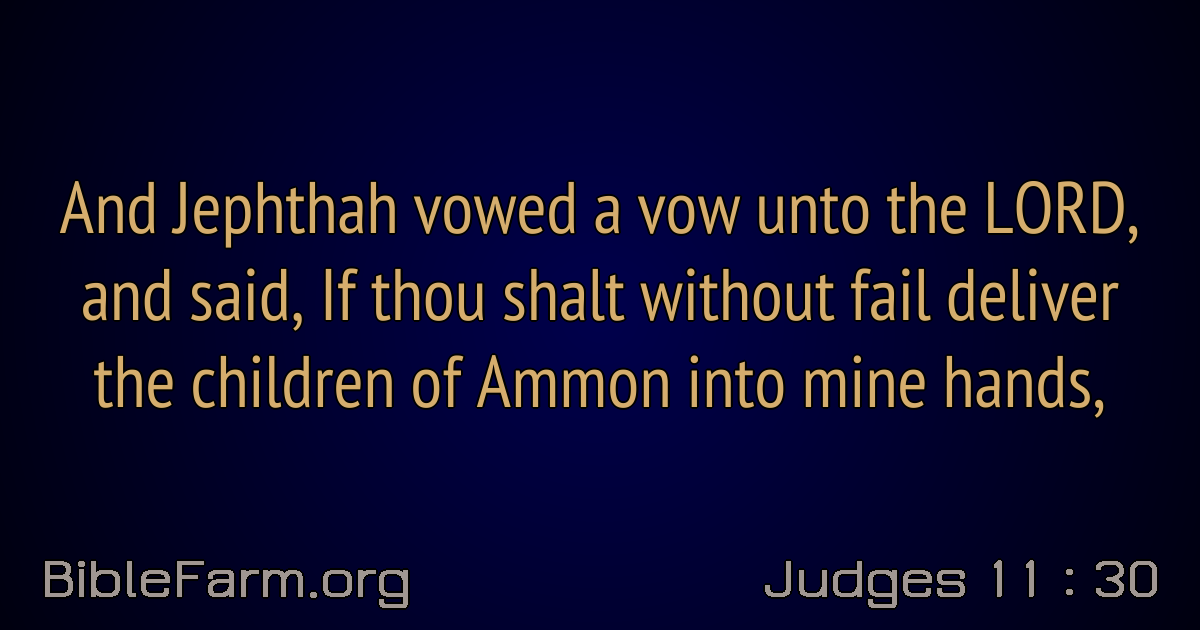 And Jephthah vowed a vow unto the LORD,
and said, If thou shalt without fail deliver
the children of Ammon into mine hands,
BibleFarm.org
Judges 11 : 30